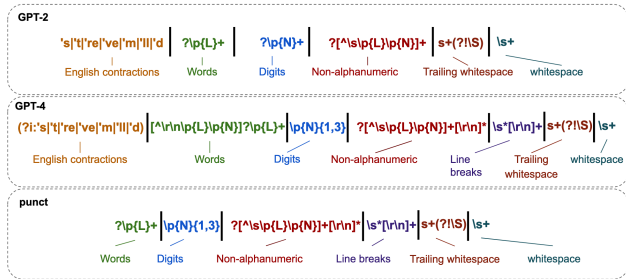 GPT-2
's|'t|'re|'ve|'m|'ll|'d | ?\p{L}+ | ?\p{N}+ | ?[^\s\p{L}\p{N}]+ | s+(?!\S) | \s+
English contractions Words Digits Non-alphanumeric Trailing whitespace whitespace
GPT-4
(?i:'s|'t|'re|'ve|'m|'ll|'d) | [^\r\n\p{L}\p{N}]?\p{L}+ | \p{N}{1,3} | ?[^\s\p{L}\p{N}]+[\r\n]* | \s*[\r\n]+ | s+(?!\S) | \s+
English contractions Words Digits Non-alphanumeric Line breaks Trailing whitespace whitespace
punct
?\p{L}+ | \p{N}{1,3} | ?[^\s\p{L}\p{N}]+[\r\n]* | \s*[\r\n]+ | s+(?!\S) | \s+
Words Digits Non-alphanumeric Line breaks Trailing whitespace whitespace